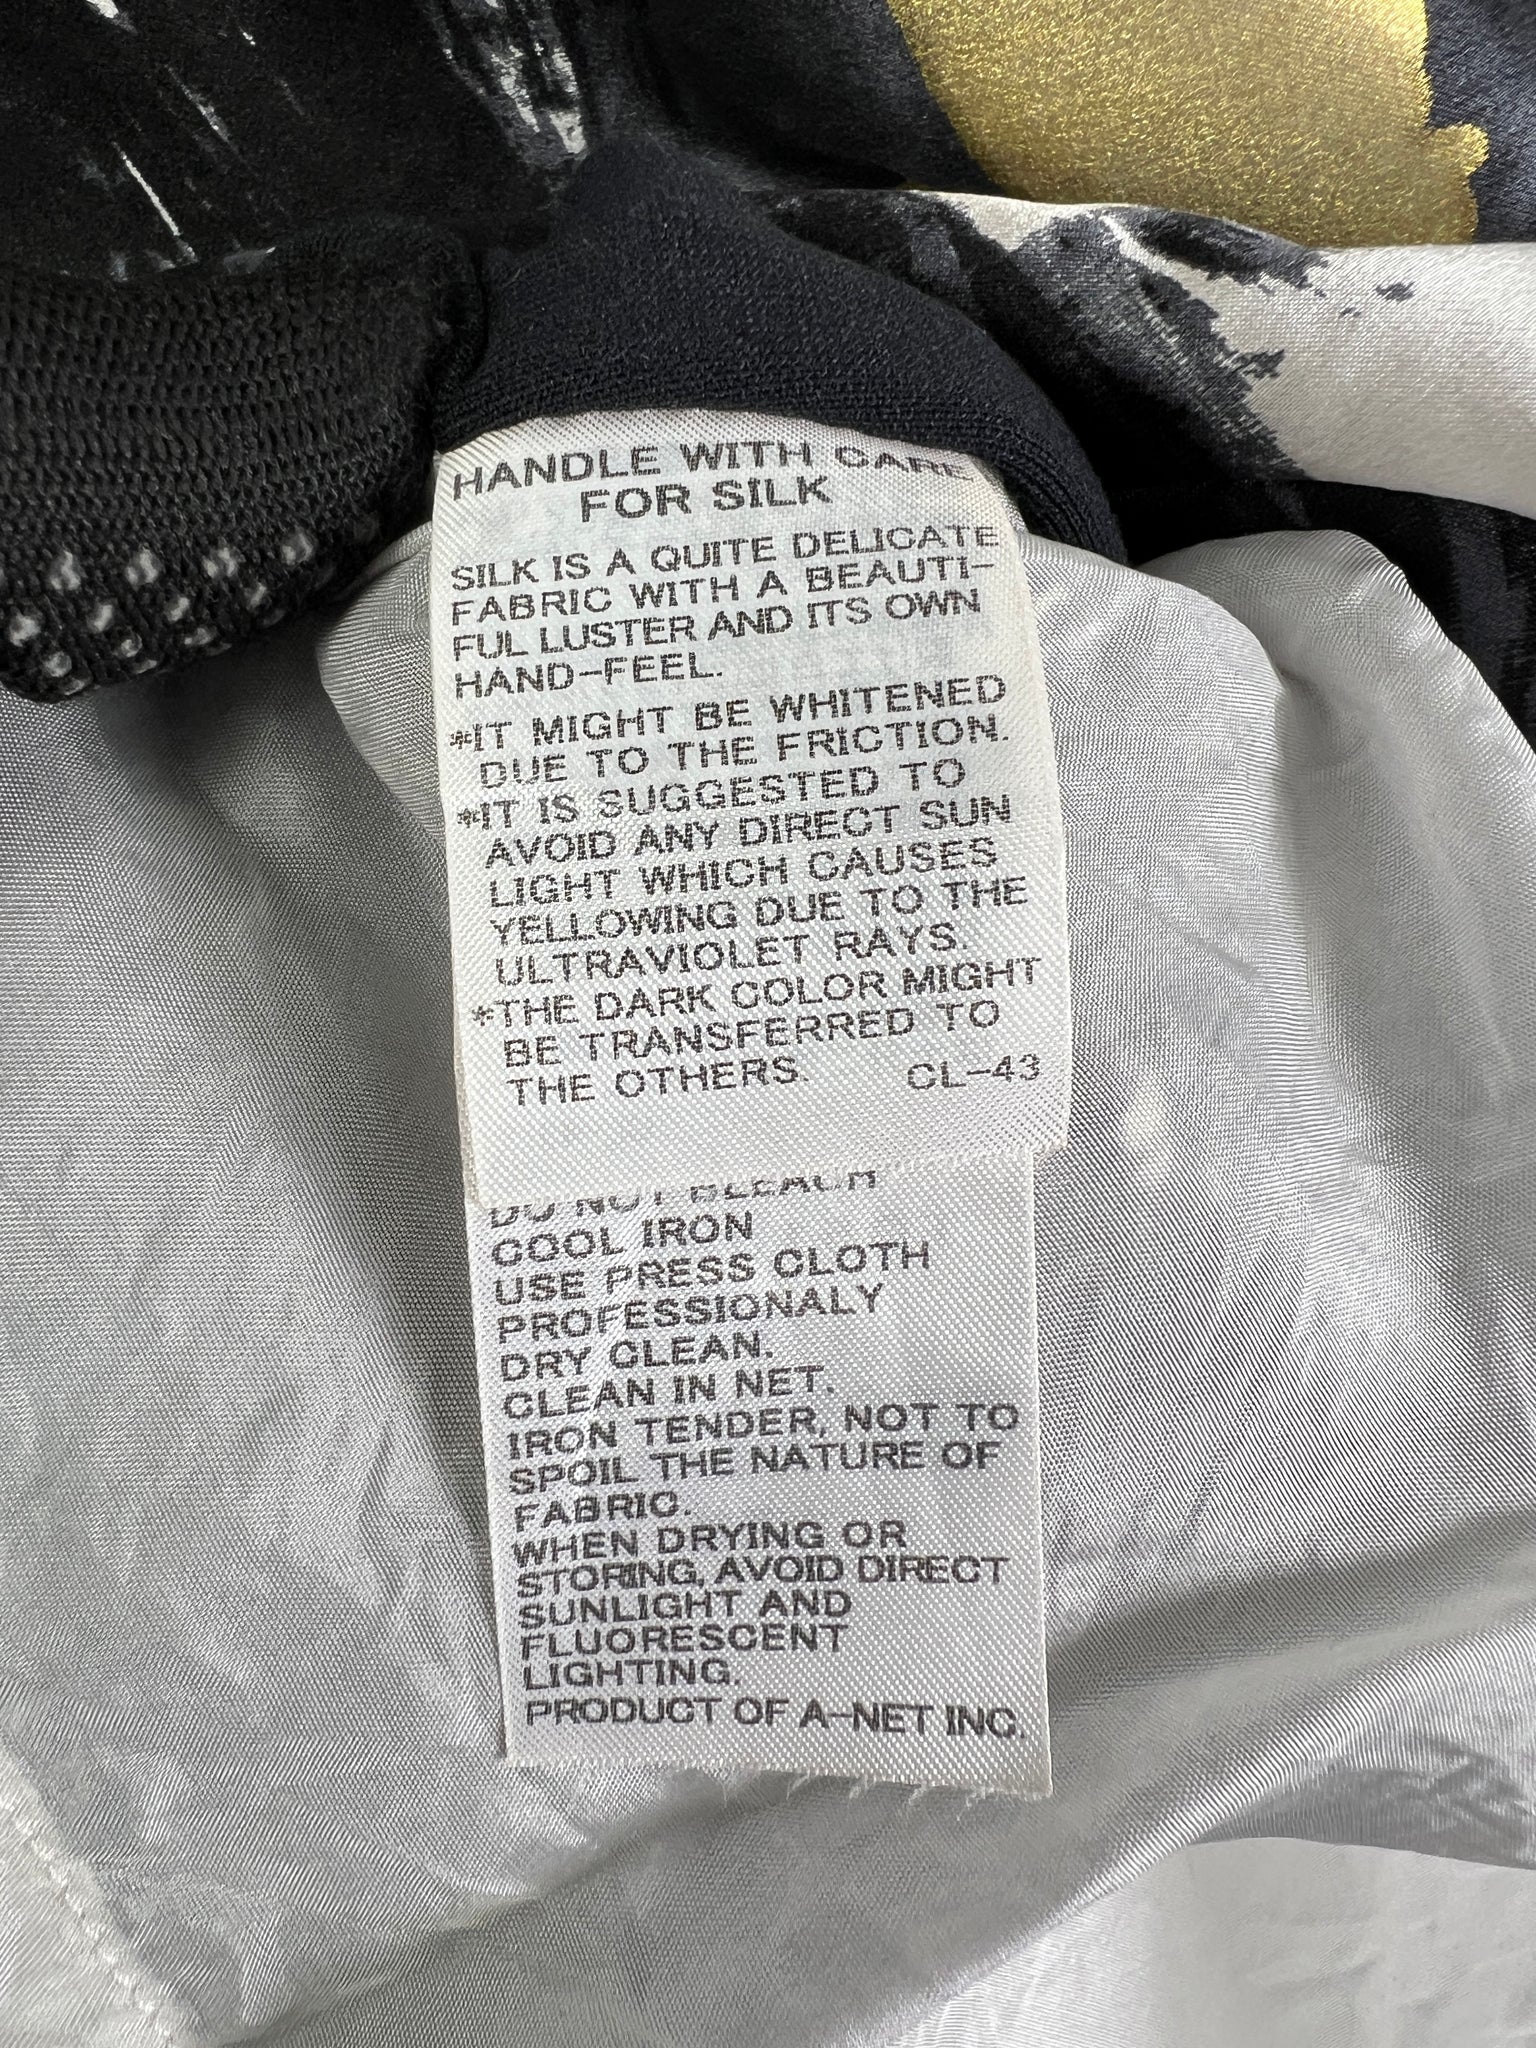 HANDLE WITH CARE
FOR SILK
SILK IS A QUITE DELICATE
FABRIC WITH A BEAUTI-
FUL LUSTER AND ITS OWN
HAND-FEEL.
*IT MIGHT BE WHITENED
DUE TO THE FRICTION.
*IT IS SUGGESTED TO
AVOID ANY DIRECT SUN
LIGHT WHICH CAUSES
YELLOWING DUE TO THE
ULTRAVIOLET RAYS.
*THE DARK COLOR MIGHT
BE TRANSFERRED TO
THE OTHERS. CL-43
DO NOT BLEACH
COOL IRON
USE PRESS CLOTH
PROFESSIONALY
DRY CLEAN.
CLEAN IN NET.
IRON TENDER, NOT TO
SPOIL THE NATURE OF
FABRIC.
WHEN DRYING OR
STORING, AVOID DIRECT
SUNLIGHT AND
FLUORESCENT
LIGHTING.
PRODUCT OF A-NET INC.